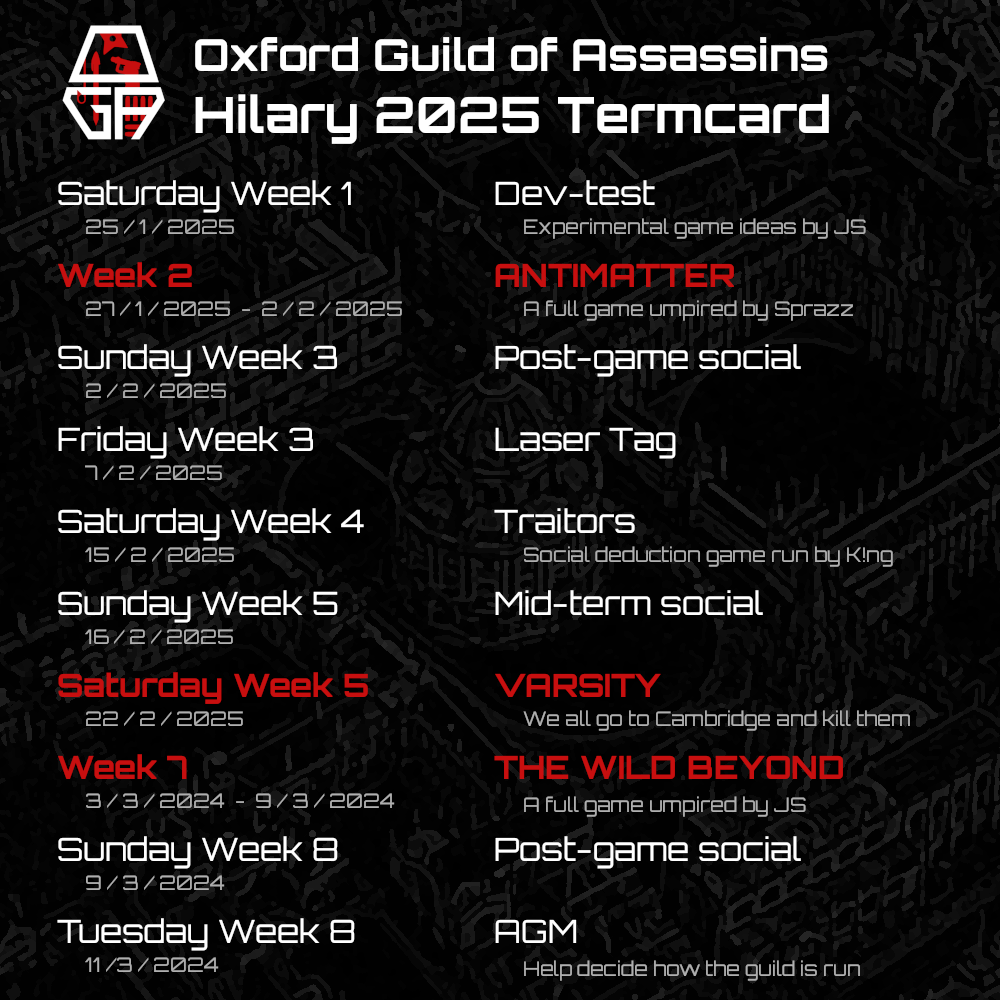 OGA
Oxford Guild of Assassins
Hilary 2025 Termcard
Saturday Week 1
25/1/2025
Dev-test
Experimental game ideas by JS
Week 2
27/1/2025 - 2/2/2025
ANTIMATTER
A full game umpired by Sprazz
Sunday Week 3
2/2/2025
Post-game social
Friday Week 3
7/2/2025
Laser Tag
Saturday Week 4
15/2/2025
Traitors
Social deduction game run by K!ng
Sunday Week 5
16/2/2025
Mid-term social
Saturday Week 5
22/2/2025
VARSITY
We all go to Cambridge and kill them
Week 7
3/3/2024 - 9/3/2024
THE WILD BEYOND
A full game umpired by JS
Sunday Week 8
9/3/2024
Post-game social
Tuesday Week 8
11/3/2024
AGM
Help decide how the guild is run